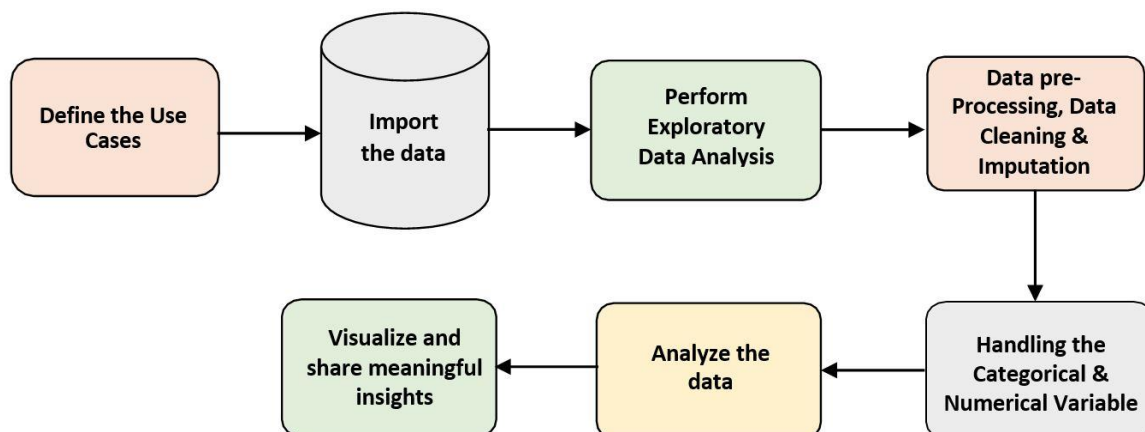 Define the Use
Cases
Import
the data
Perform
Exploratory
Data Analysis
Data pre-
Processing, Data
Cleaning &
Imputation
Handling the
Categorical &
Numerical Variable
Analyze the
data
Visualize and
share meaningful
insights